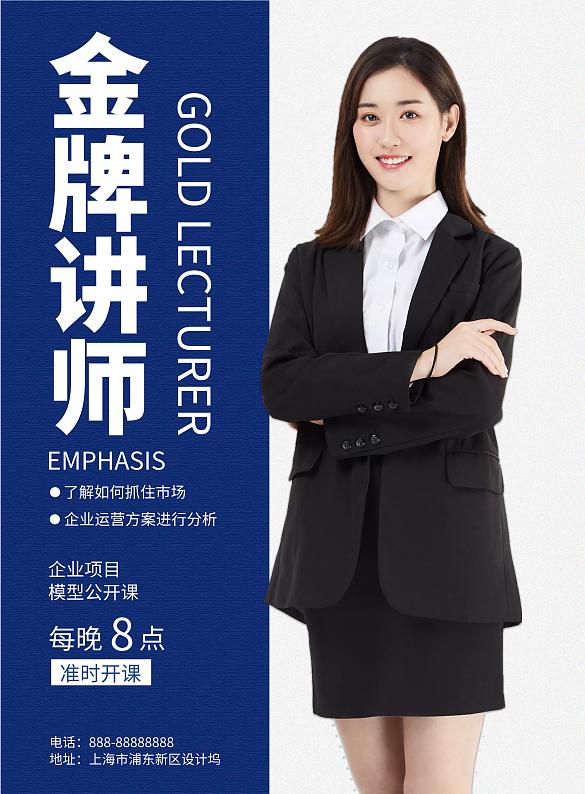 金牌讲师
GOLD LECTURER
EMPHASIS
●了解如何抓住市场
●企业运营方案进行分析
企业项目
模型公开课
每晚 8 点
准时开课
电话：888-88888888
地址：上海市浦东新区设计坞